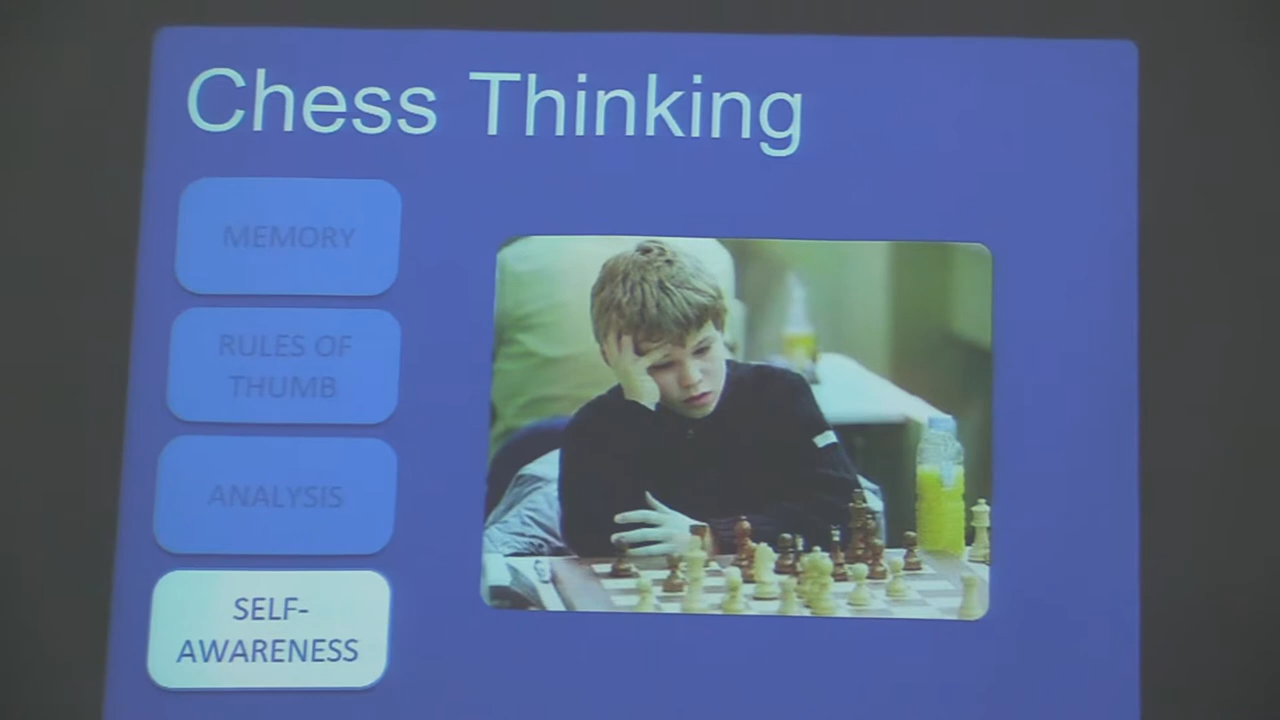 Chess Thinking
MEMORY
RULES OF
THUMB
ANALYSIS
SELF-
AWARENESS